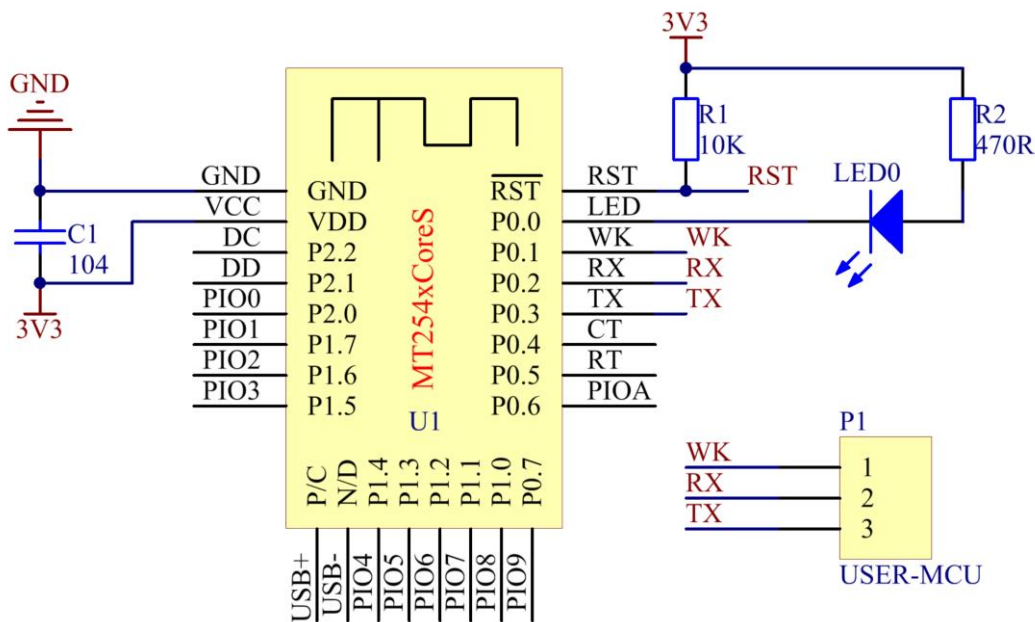 GND
3V3
GND
VCC
DC
DD
PIO0
PIO1
PIO2
PIO3
C1
104
3V3
GND
VDD
P2.2
P2.1
P2.0
P1.7
P1.6
P1.5
MT254xCoreS
U1
RST
P0.0
P0.1
P0.2
P0.3
P0.4
P0.5
P0.6
P/C
N/D
P1.4
P1.3
P1.2
P1.1
P1.0
P0.7
USB+
USB-
PIO4
PIO5
PIO6
PIO7
PIO8
PIO9
RST
LED
WK
RX
TX
CT
RT
PIOA
R1
10K
R2
470R
RST
LED0
WK
RX
TX
P1
WK
RX
TX
1
2
3
USER-MCU